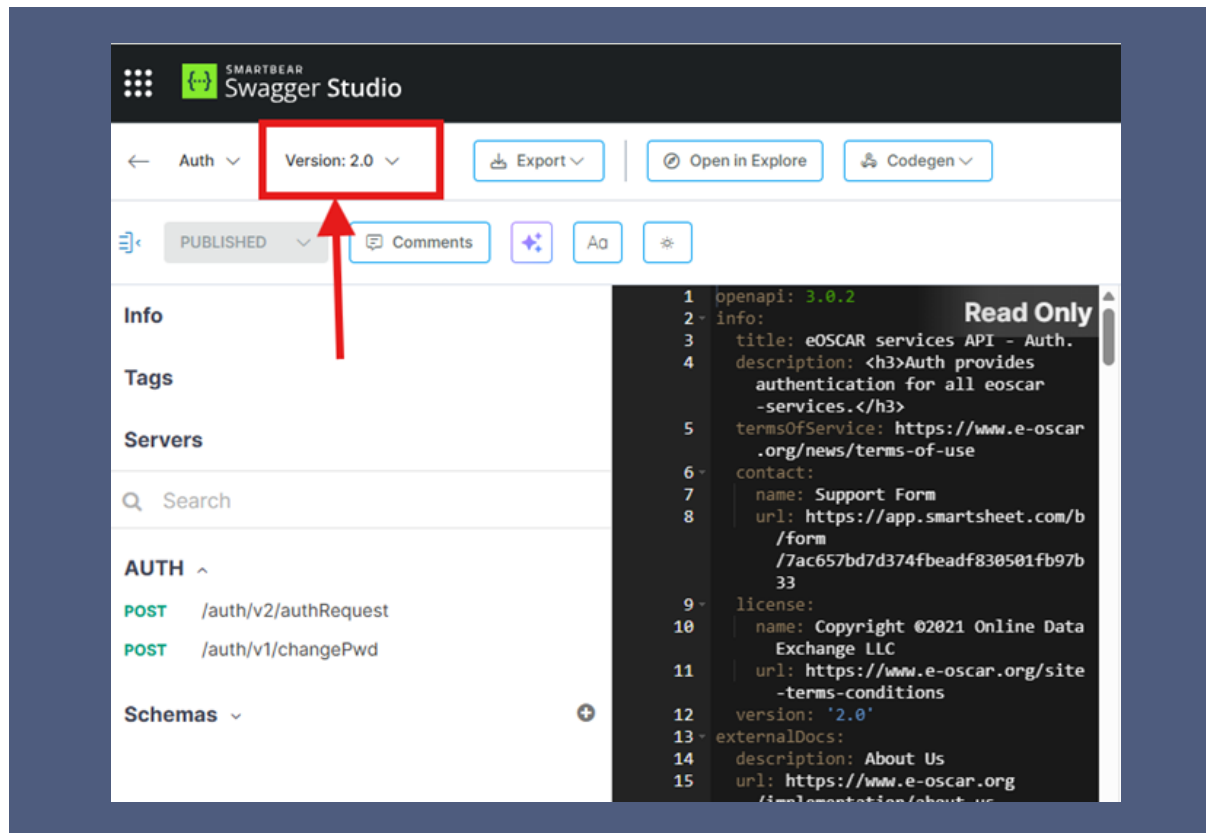 SMARTBEAR
Swagger Studio
Auth
Version: 2.0
Export
Open in Explore
Codegen
PUBLISHED
Comments
Aa
Info
Tags
Servers
Search
AUTH
POST /auth/v2/authRequest
POST /auth/v1/changePwd
Schemas
Read Only
1 openapi: 3.0.2
2 info:
3 title: eOSCAR services API - Auth.
4 description: <h3>Auth provides
authentication for all eoscar
-services.</h3>
5 termsOfService: https://www.e-oscar
.org/news/terms-of-use
6 contact:
7 name: Support Form
8 url: https://app.smartsheet.com/b
/form
/7ac657bd7d374fbeadf830501fb97b
33
9 license:
10 name: Copyright ©2021 Online Data
Exchange LLC
11 url: https://www.e-oscar.org/site
-terms-conditions
12 version: '2.0'
13 externalDocs:
14 description: About Us
15 url: https://www.e-oscar.org
/implementation/about-us